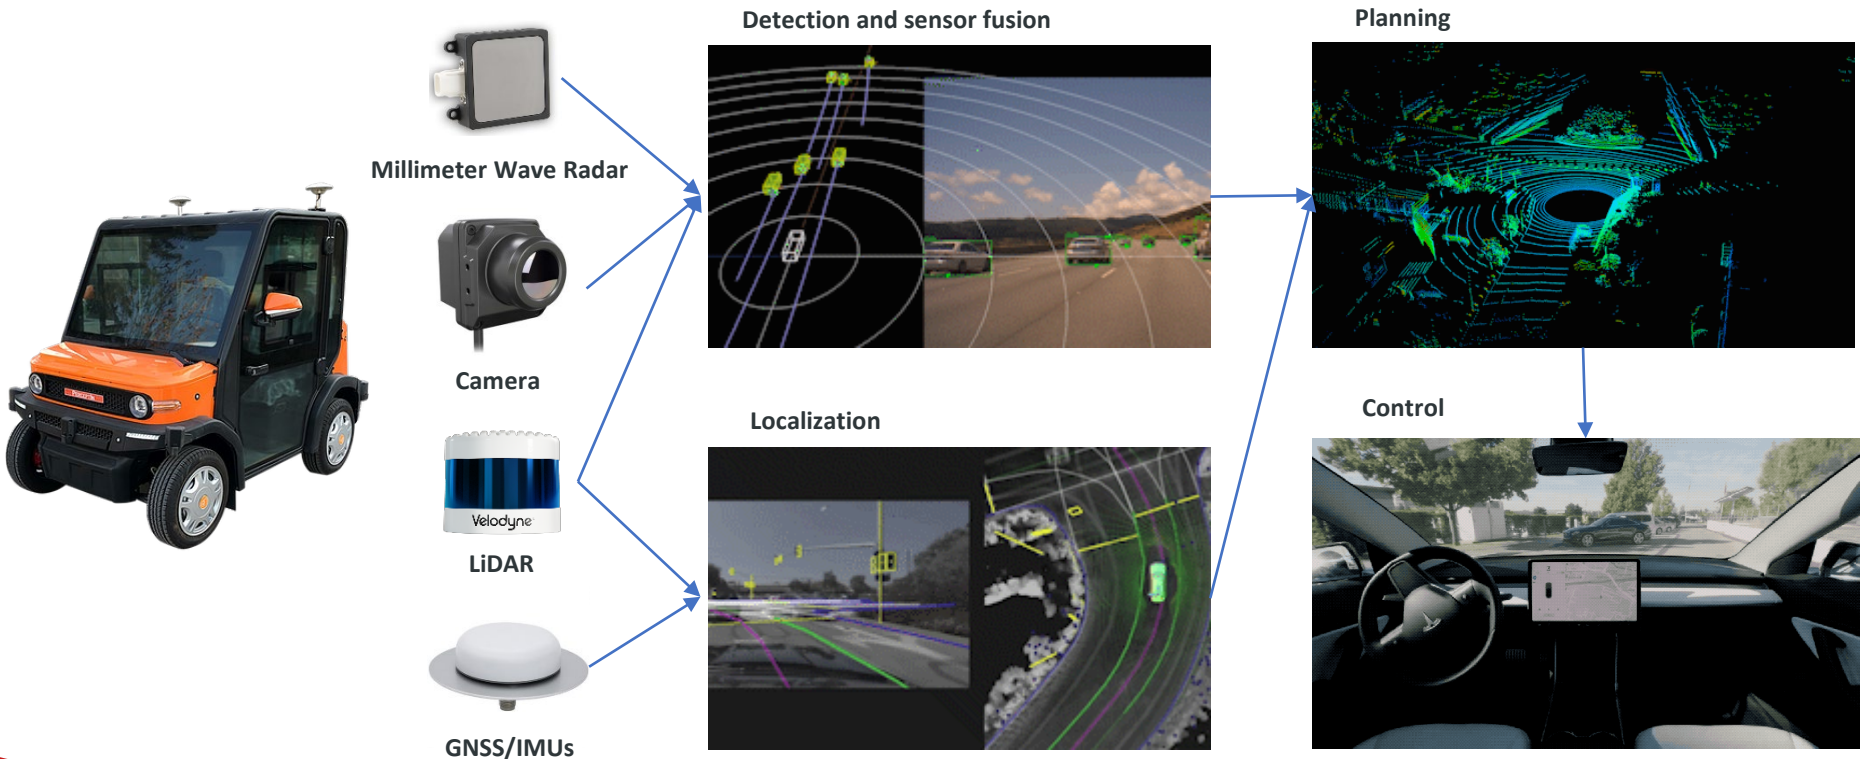 Detection and sensor fusion
Planning
Millimeter Wave Radar
Camera
Localization
Control
Velodyne
LiDAR
GNSS/IMUs